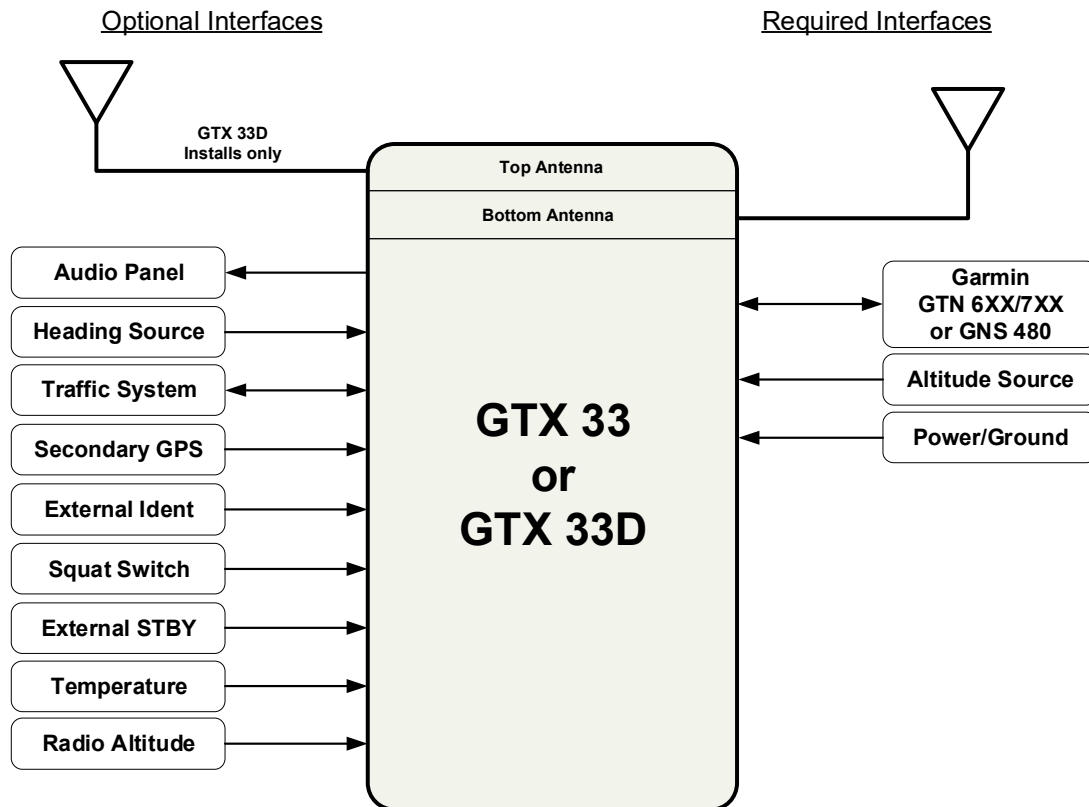 Optional Interfaces
Required Interfaces
GTX 33D
Installs only
Top Antenna
Bottom Antenna
Audio Panel
Heading Source
Traffic System
Secondary GPS
External Ident
Squat Switch
External STBY
Temperature
Radio Altitude
GTX 33
or
GTX 33D
Garmin
GTN 6XX/7XX
or GNS 480
Altitude Source
Power/Ground